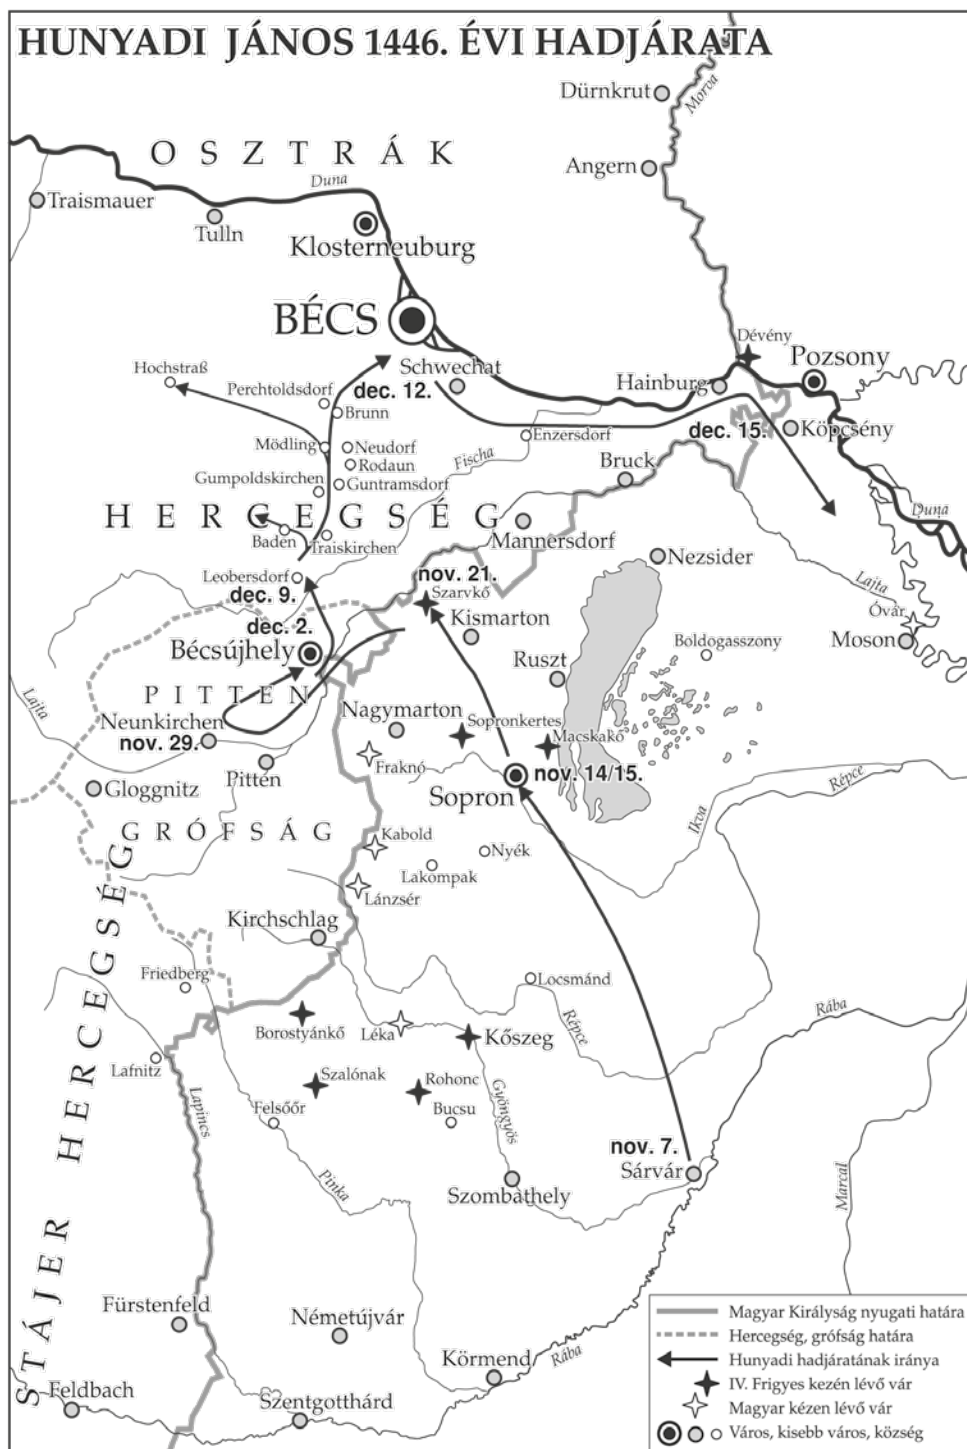 HUNYADI JÁNOS 1446. ÉVI HADJÁRATA
Dürnkrut
Morva
OSZTRÁK
Angern
Duna
Traismauer
Tulln
Klosterneuburg
BÉCS
Dévény
Hochstraß
Schwechat
Pozsony
Perchtoldsdorf
dec. 12.
Hainburg
Brunn
Mödling
Neudorf
Enzersdorf
dec. 15.
Köpcsény
Rodaun
Fischa
Bruck
Gumpoldskirchen
Guntramsdorf
HERCEGSÉG
Duna
Baden
Traiskirchen
Mannersdorf
Nezsider
Leobersdorf
nov. 21.
Lajta
dec. 9.
Szarvkő
Óvár
dec. 2.
Kismarton
Moson
Bécsújhely
Boldogasszony
Ruszt
PITTEN
Lajta
Neunkirchen
Nagymarton
Sopronkertes
nov. 29.
Macskakő
Fraknó
Pittén
nov. 14/15.
Gloggnitz
Sopron
Répce
Ikva
GRÓFSÁG
Kabold
Nyék
Lakompak
Lánzsér
Kirchschlag
Friedberg
Locsmánd
STÁJER HERCEGSÉG
Rába
Borostyánkő
Léka
Kőszeg
Répce
Lafnitz
Szalónak
Rohonc
Lapincs
Gyöngyös
Felsőőr
Bucsu
nov. 7.
Sárvár
Pinka
Szombathely
Marcal
Fürstenfeld
Németújvár
Körmend
Rába
Feldbach
Szentgotthárd
Magyar Királyság nyugati határa
Hercegség, grófság határa
Hunyadi hadjáratának iránya
IV. Frigyes kezén lévő vár
Magyar kézen lévő vár
Város, kisebb város, község